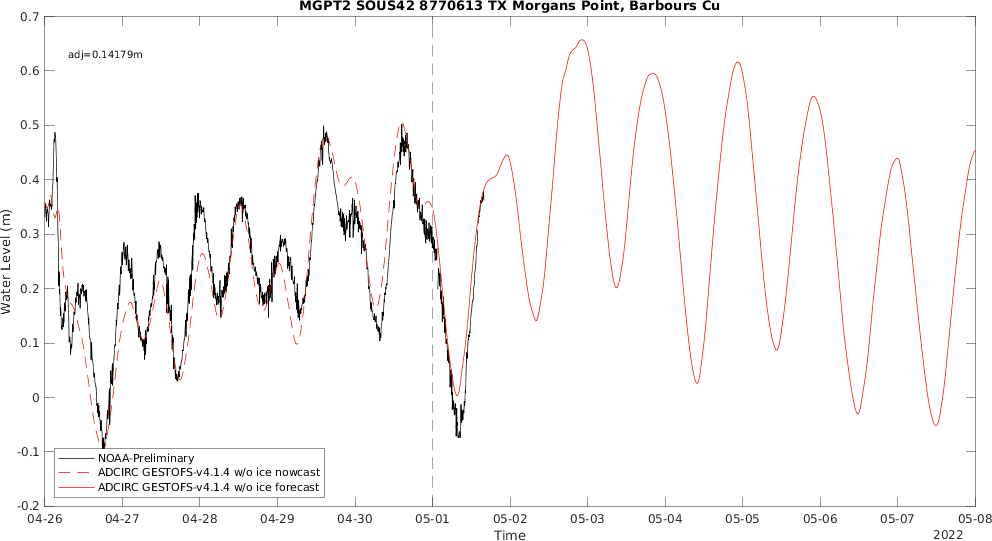 MGPT2 SOUS42 8770613 TX Morgans Point, Barbours Cu
adj=0.14179m
Water Level (m)
0.7
0.6
0.5
0.4
0.3
0.2
0.1
0
-0.1
-0.2
NOAA-Preliminary
ADCIRC GESTOFS-v4.1.4 w/o ice nowcast
ADCIRC GESTOFS-v4.1.4 w/o ice forecast
04-26 04-27 04-28 04-29 04-30 05-01 05-02 05-03 05-04 05-05 05-06 05-07 05-08
Time
2022